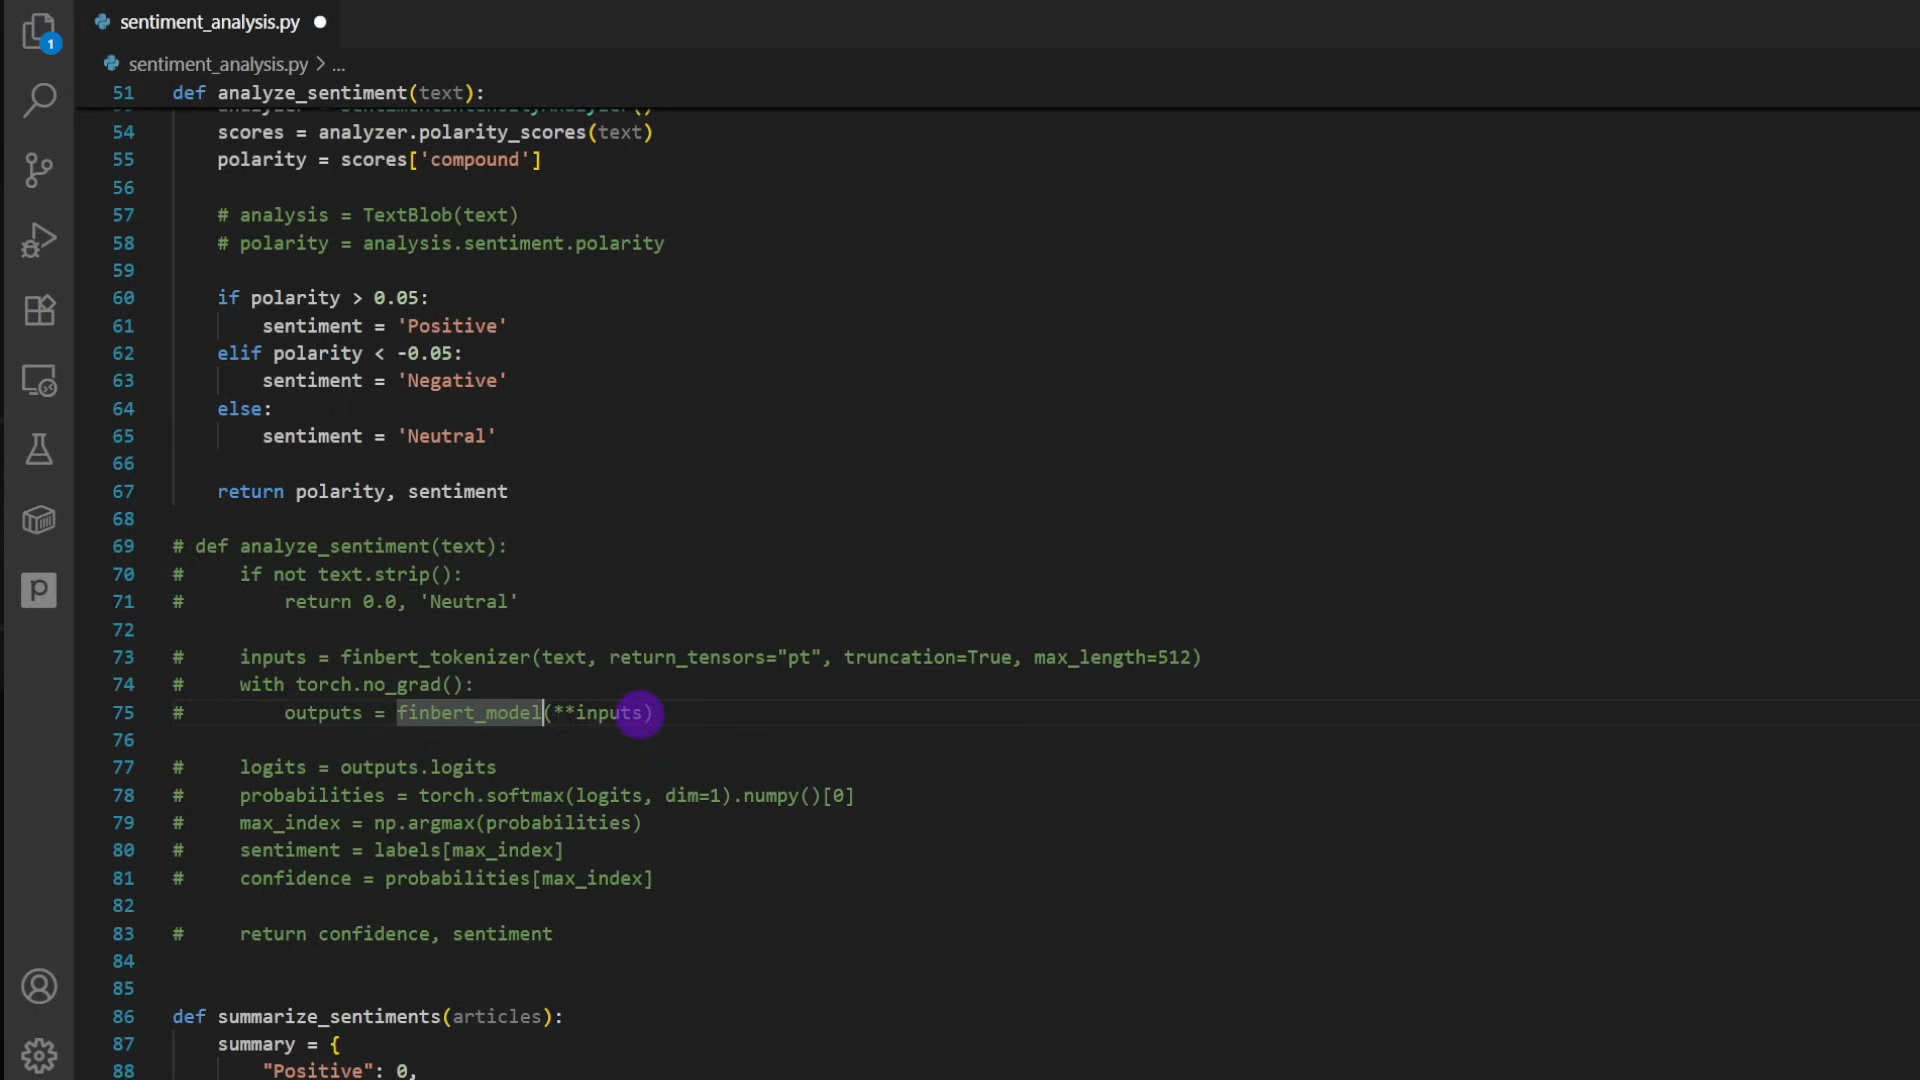 sentiment_analysis.py
1
sentiment_analysis.py > ...
51 def analyze_sentiment(text):
54 scores = analyzer.polarity_scores(text)
55 polarity = scores['compound']
56
57 # analysis = TextBlob(text)
58 # polarity = analysis.sentiment.polarity
59
60 if polarity > 0.05:
61 sentiment = 'Positive'
62 elif polarity < -0.05:
63 sentiment = 'Negative'
64 else:
65 sentiment = 'Neutral'
66
67 return polarity, sentiment
68
69 # def analyze_sentiment(text):
70 # if not text.strip():
71 # return 0.0, 'Neutral'
72
73 # inputs = finbert_tokenizer(text, return_tensors="pt", truncation=True, max_length=512)
74 # with torch.no_grad():
75 # outputs = finbert_model(**inputs)
76
77 # logits = outputs.logits
78 # probabilities = torch.softmax(logits, dim=1).numpy()[0]
79 # max_index = np.argmax(probabilities)
80 # sentiment = labels[max_index]
81 # confidence = probabilities[max_index]
82
83 # return confidence, sentiment
84
85
86 def summarize_sentiments(articles):
87 summary = {
88 "Positive": 0,
p